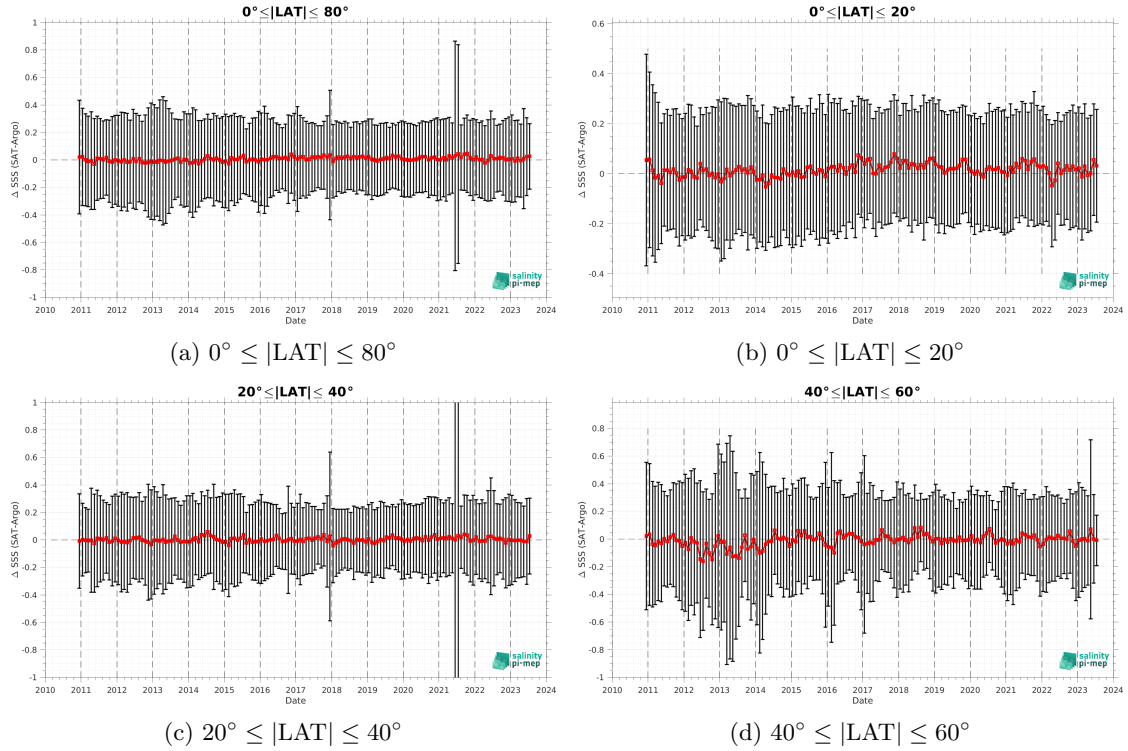 0°≤|LAT|≤ 80°
Δ SSS (SAT-Argo)
1
0.8
0.6
0.4
0.2
0
-0.2
-0.4
-0.6
-0.8
-1
2010 2011 2012 2013 2014 2015 2016 2017 2018 2019 2020 2021 2022 2023 2024
Date
salinity
pi-mep
(a) 0° ≤ |LAT| ≤ 80°
0°≤|LAT|≤ 20°
Δ SSS (SAT-Argo)
0.6
0.4
0.2
0
-0.2
-0.4
2010 2011 2012 2013 2014 2015 2016 2017 2018 2019 2020 2021 2022 2023 2024
Date
salinity
pi-mep
(b) 0° ≤ |LAT| ≤ 20°
20°≤|LAT|≤ 40°
Δ SSS (SAT-Argo)
1
0.8
0.6
0.4
0.2
0
-0.2
-0.4
-0.6
-0.8
-1
2010 2011 2012 2013 2014 2015 2016 2017 2018 2019 2020 2021 2022 2023 2024
Date
salinity
pi-mep
(c) 20° ≤ |LAT| ≤ 40°
40°≤|LAT|≤ 60°
Δ SSS (SAT-Argo)
0.8
0.6
0.4
0.2
0
-0.2
-0.4
-0.6
-0.8
-1
2010 2011 2012 2013 2014 2015 2016 2017 2018 2019 2020 2021 2022 2023 2024
Date
salinity
pi-mep
(d) 40° ≤ |LAT| ≤ 60°